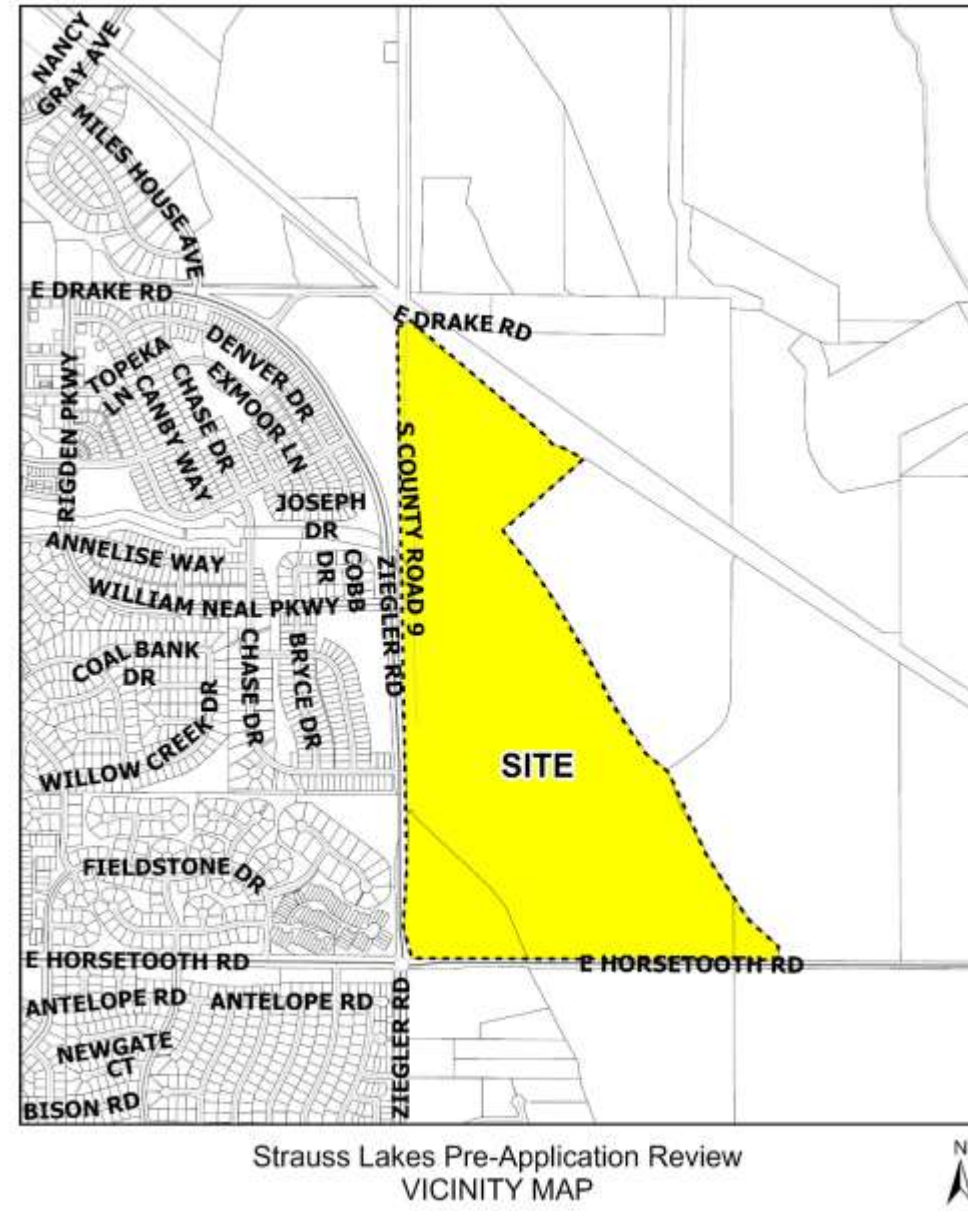 NANCY
GRAY AVE
MILES HOUSE AVE
E DRAKE RD
E DRAKE RD
DENVER DR
TOPEKA
LN
EXMOOR LN
CHASE DR
CANBY WAY
RIGDEN PKWY
S COUNTY ROAD 9
JOSEPH
DR
ANNELISE WAY
COBB
DR
ZIEGLER RD
WILLIAM NEAL PKWY
COAL BANK
DR
CHASE DR
BRYCE DR
WILLOW CREEK DR
SITE
FIELDSTONE DR
E HORSETOOTH RD
E HORSETOOTH RD
ANTELOPE RD
ANTELOPE RD
ZIEGLER RD
NEWGATE
CT
BISON RD
Strauss Lakes Pre-Application Review
VICINITY MAP
N